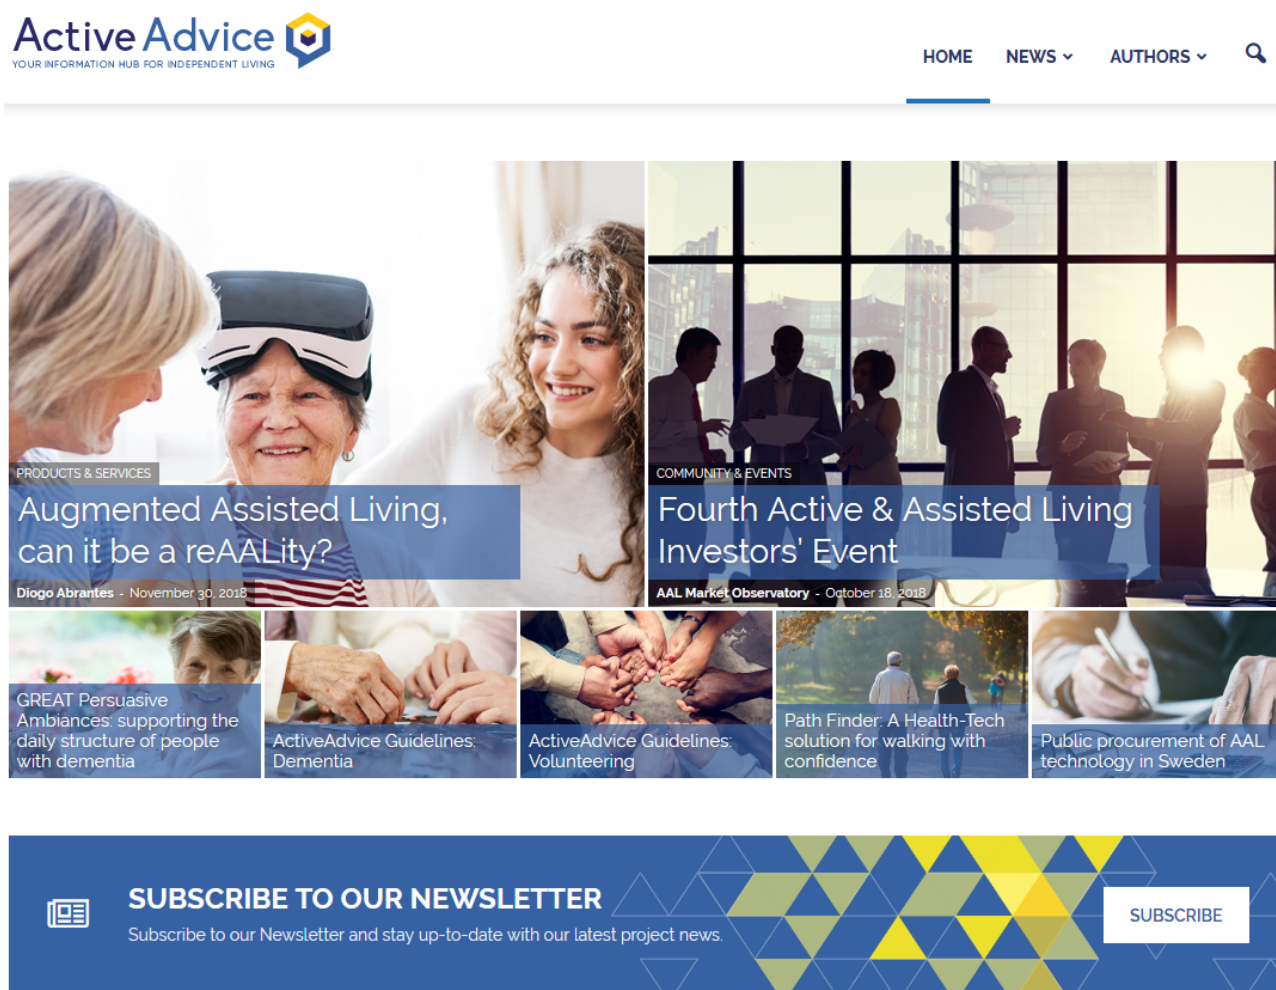 Active Advice
YOUR INFORMATION HUB FOR INDEPENDENT LIVING
HOME
NEWS
AUTHORS
PRODUCTS & SERVICES
Augmented Assisted Living,
can it be a reAALity?
Diogo Abrantes - November 30, 2018
COMMUNITY & EVENTS
Fourth Active & Assisted Living
Investors' Event
AAL Market Observatory - October 18, 2018
GREAT Persuasive
Ambiances: supporting the
daily structure of people
with dementia
ActiveAdvice Guidelines:
Dementia
ActiveAdvice Guidelines:
Volunteering
Path Finder: A Health-Tech
solution for walking with
confidence
Public procurement of AAL
technology in Sweden
SUBSCRIBE TO OUR NEWSLETTER
Subscribe to our Newsletter and stay up-to-date with our latest project news.
SUBSCRIBE